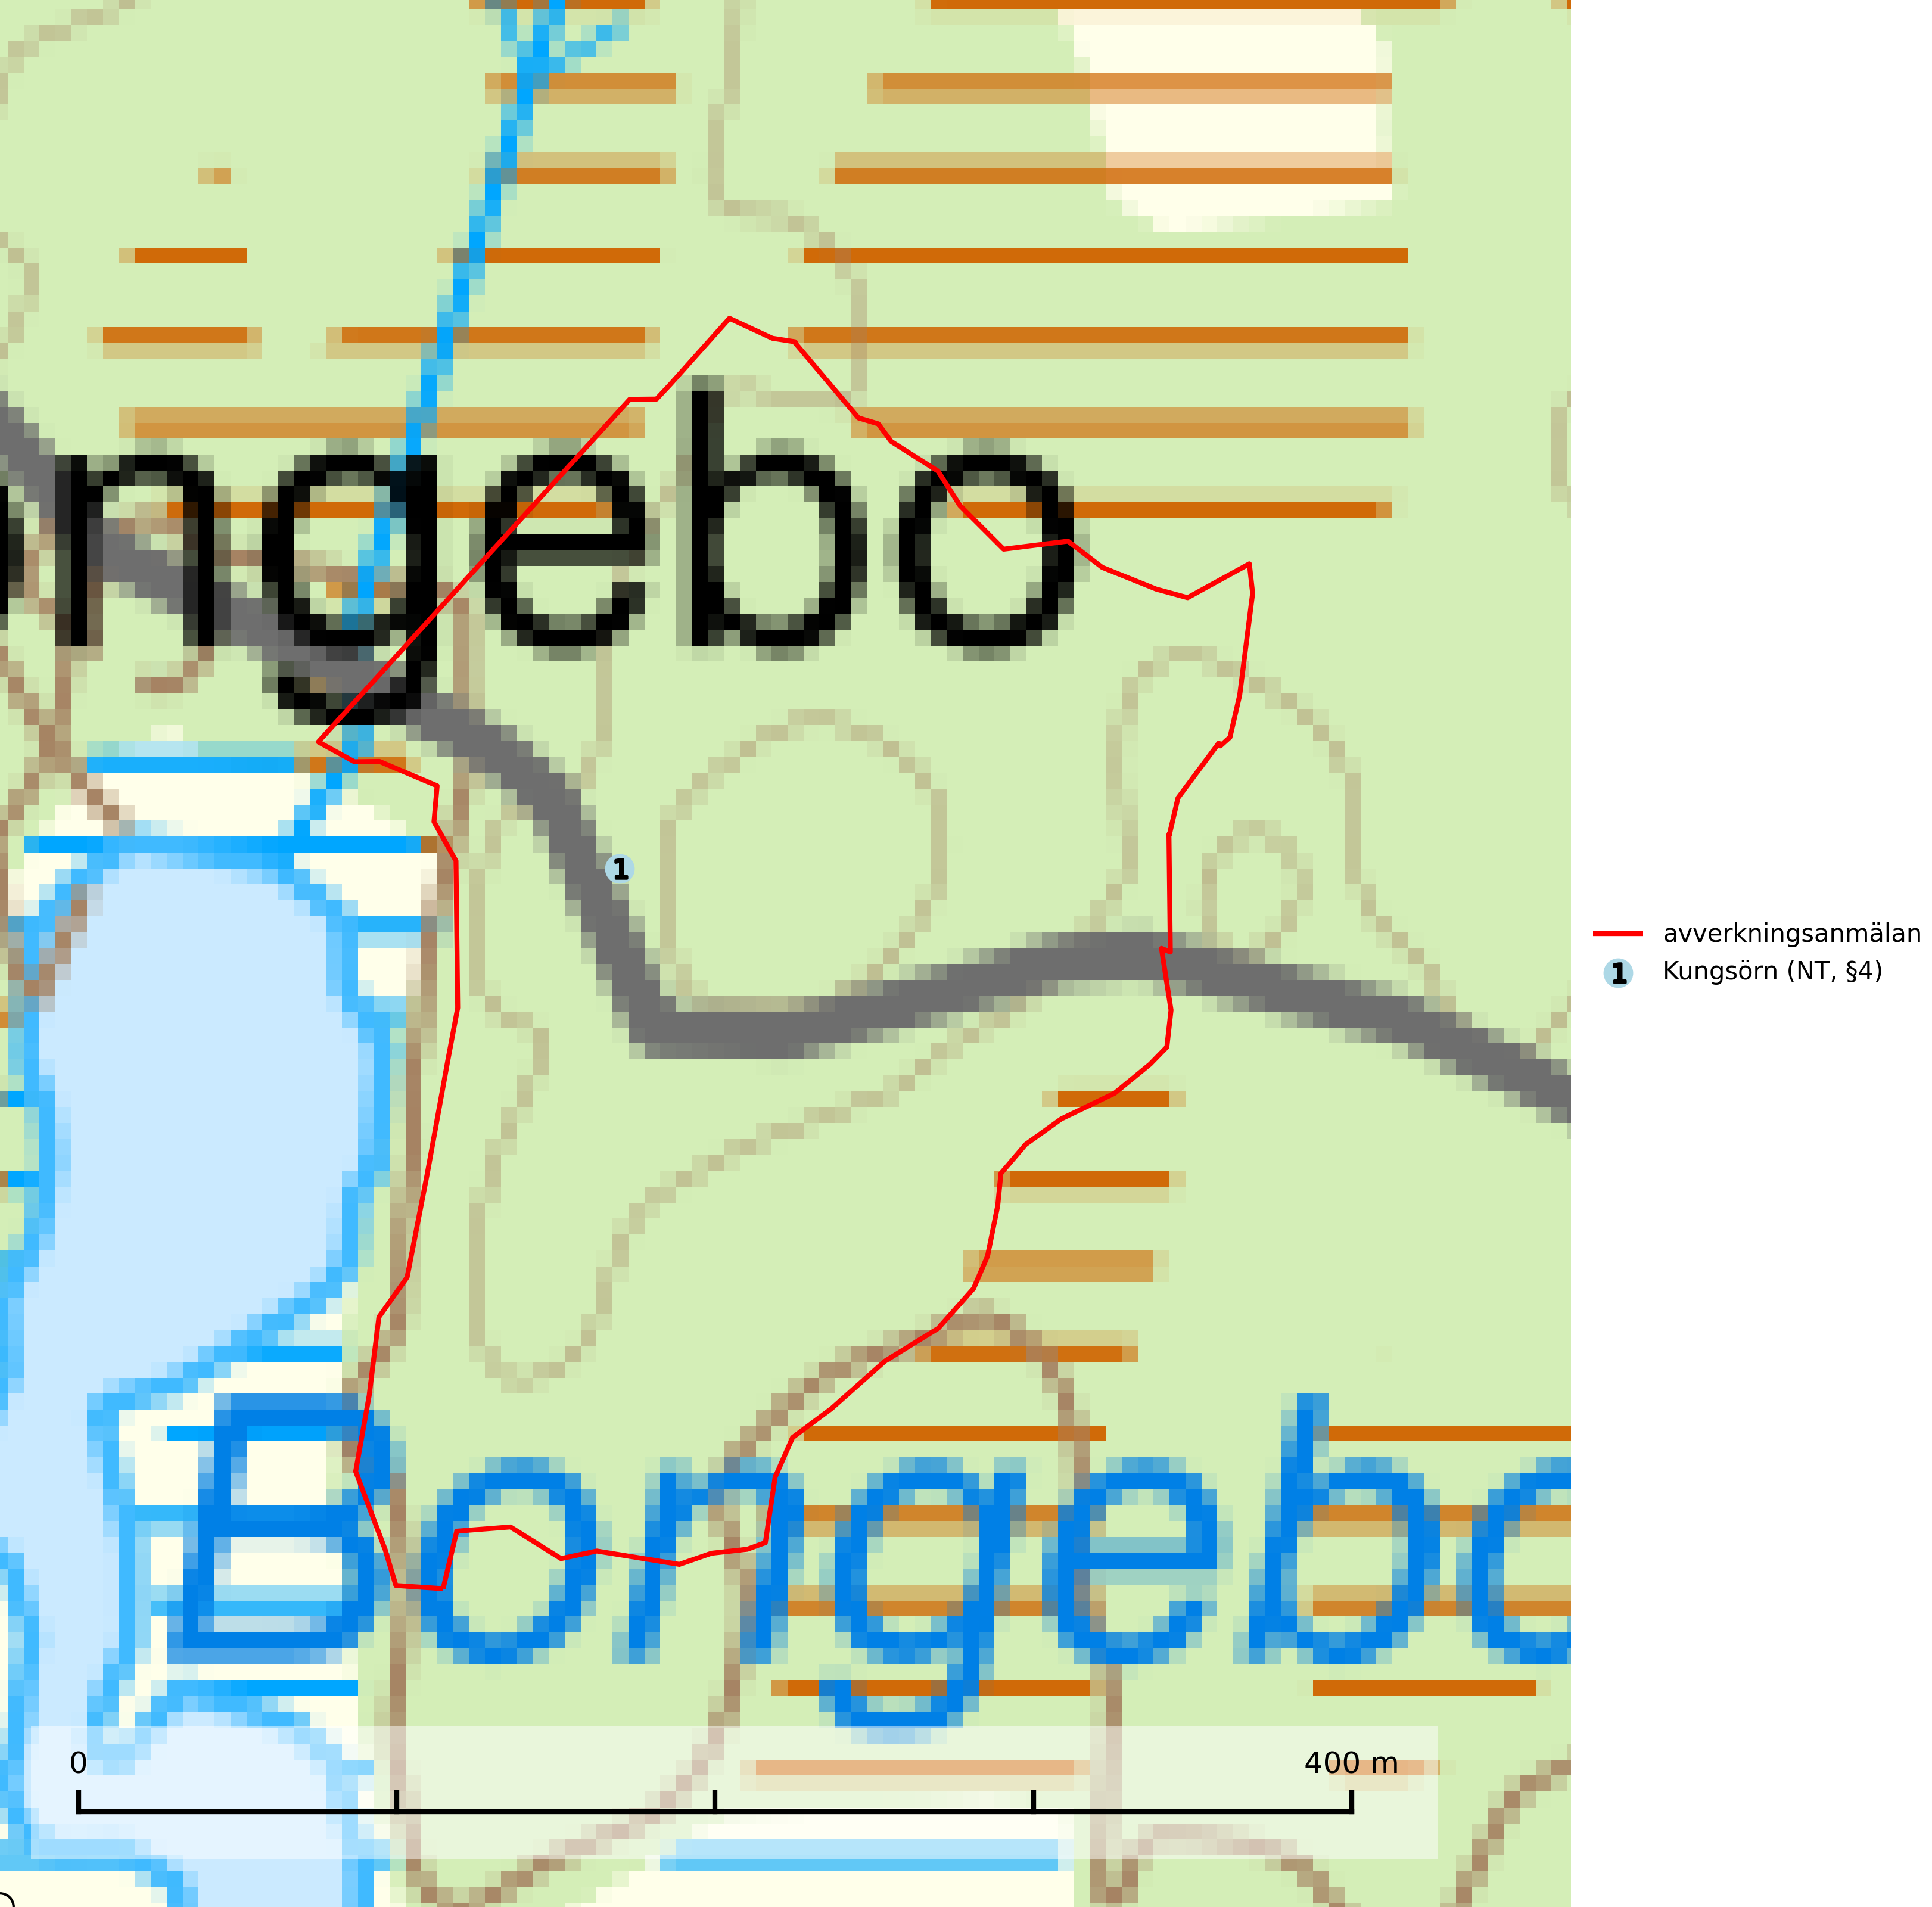 ngebo
1
avverkningsanmälan
1 Kungsörn (NT, §4)
Bongebo
0 400 m